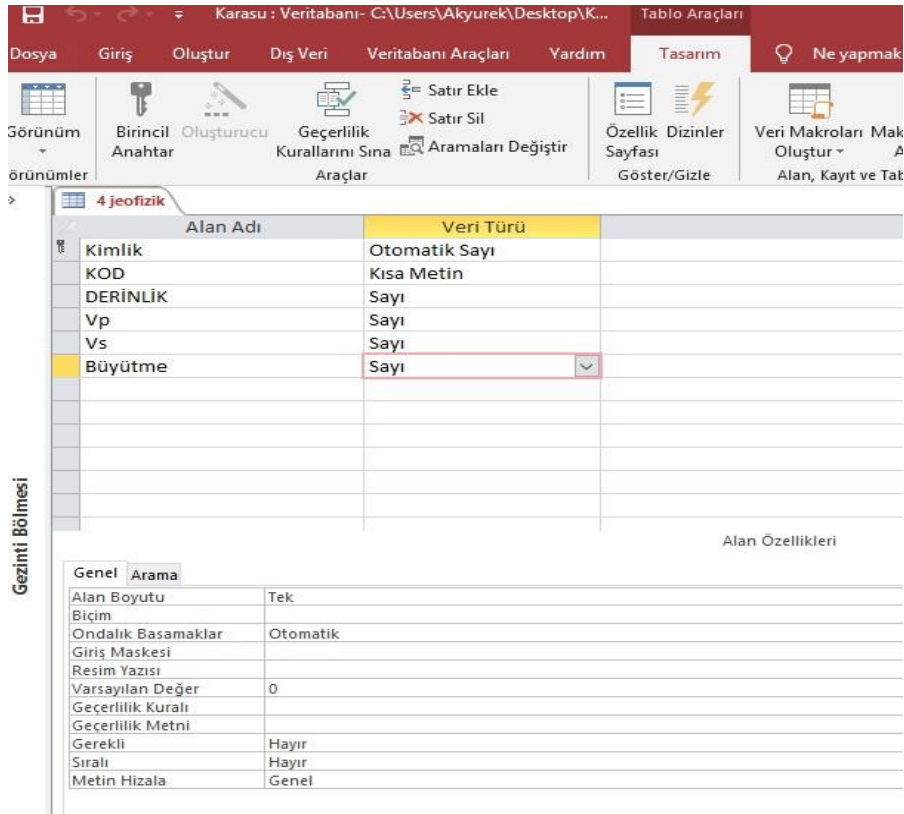 Karasu : Veritabanı- C:\Users\Akyurek\Desktop\K... Tablo Araçları
Dosya Giriş Oluştur Dış Veri Veritabanı Araçları Yardım Tasarım Ne yapmak
Görünüm
Birincil Anahtar
Oluşturucu
Geçerlilik Kurallarını Sına
Satır Ekle
Satır Sil
Aramaları Değiştir
Özellik Sayfası
Dizinler
Veri Makroları Oluştur
Mak
A
örünümler Araçlar Göster/Gizle Alan, Kayıt ve Tab
4 jeofizik
Alan Adı Veri Türü
Kimlik Otomatik Sayı
KOD Kısa Metin
DERİNLİK Sayı
Vp Sayı
Vs Sayı
Büyütme Sayı
Gezinti Bölmesi
Alan Özellikleri
Genel Arama
Alan Boyutu Tek
Biçim
Ondalık Basamaklar Otomatik
Giriş Maskesi
Resim Yazısı
Varsayılan Değer 0
Geçerlilik Kuralı
Geçerlilik Metni
Gerekli Hayır
Sıralı Hayır
Metin Hizala Genel